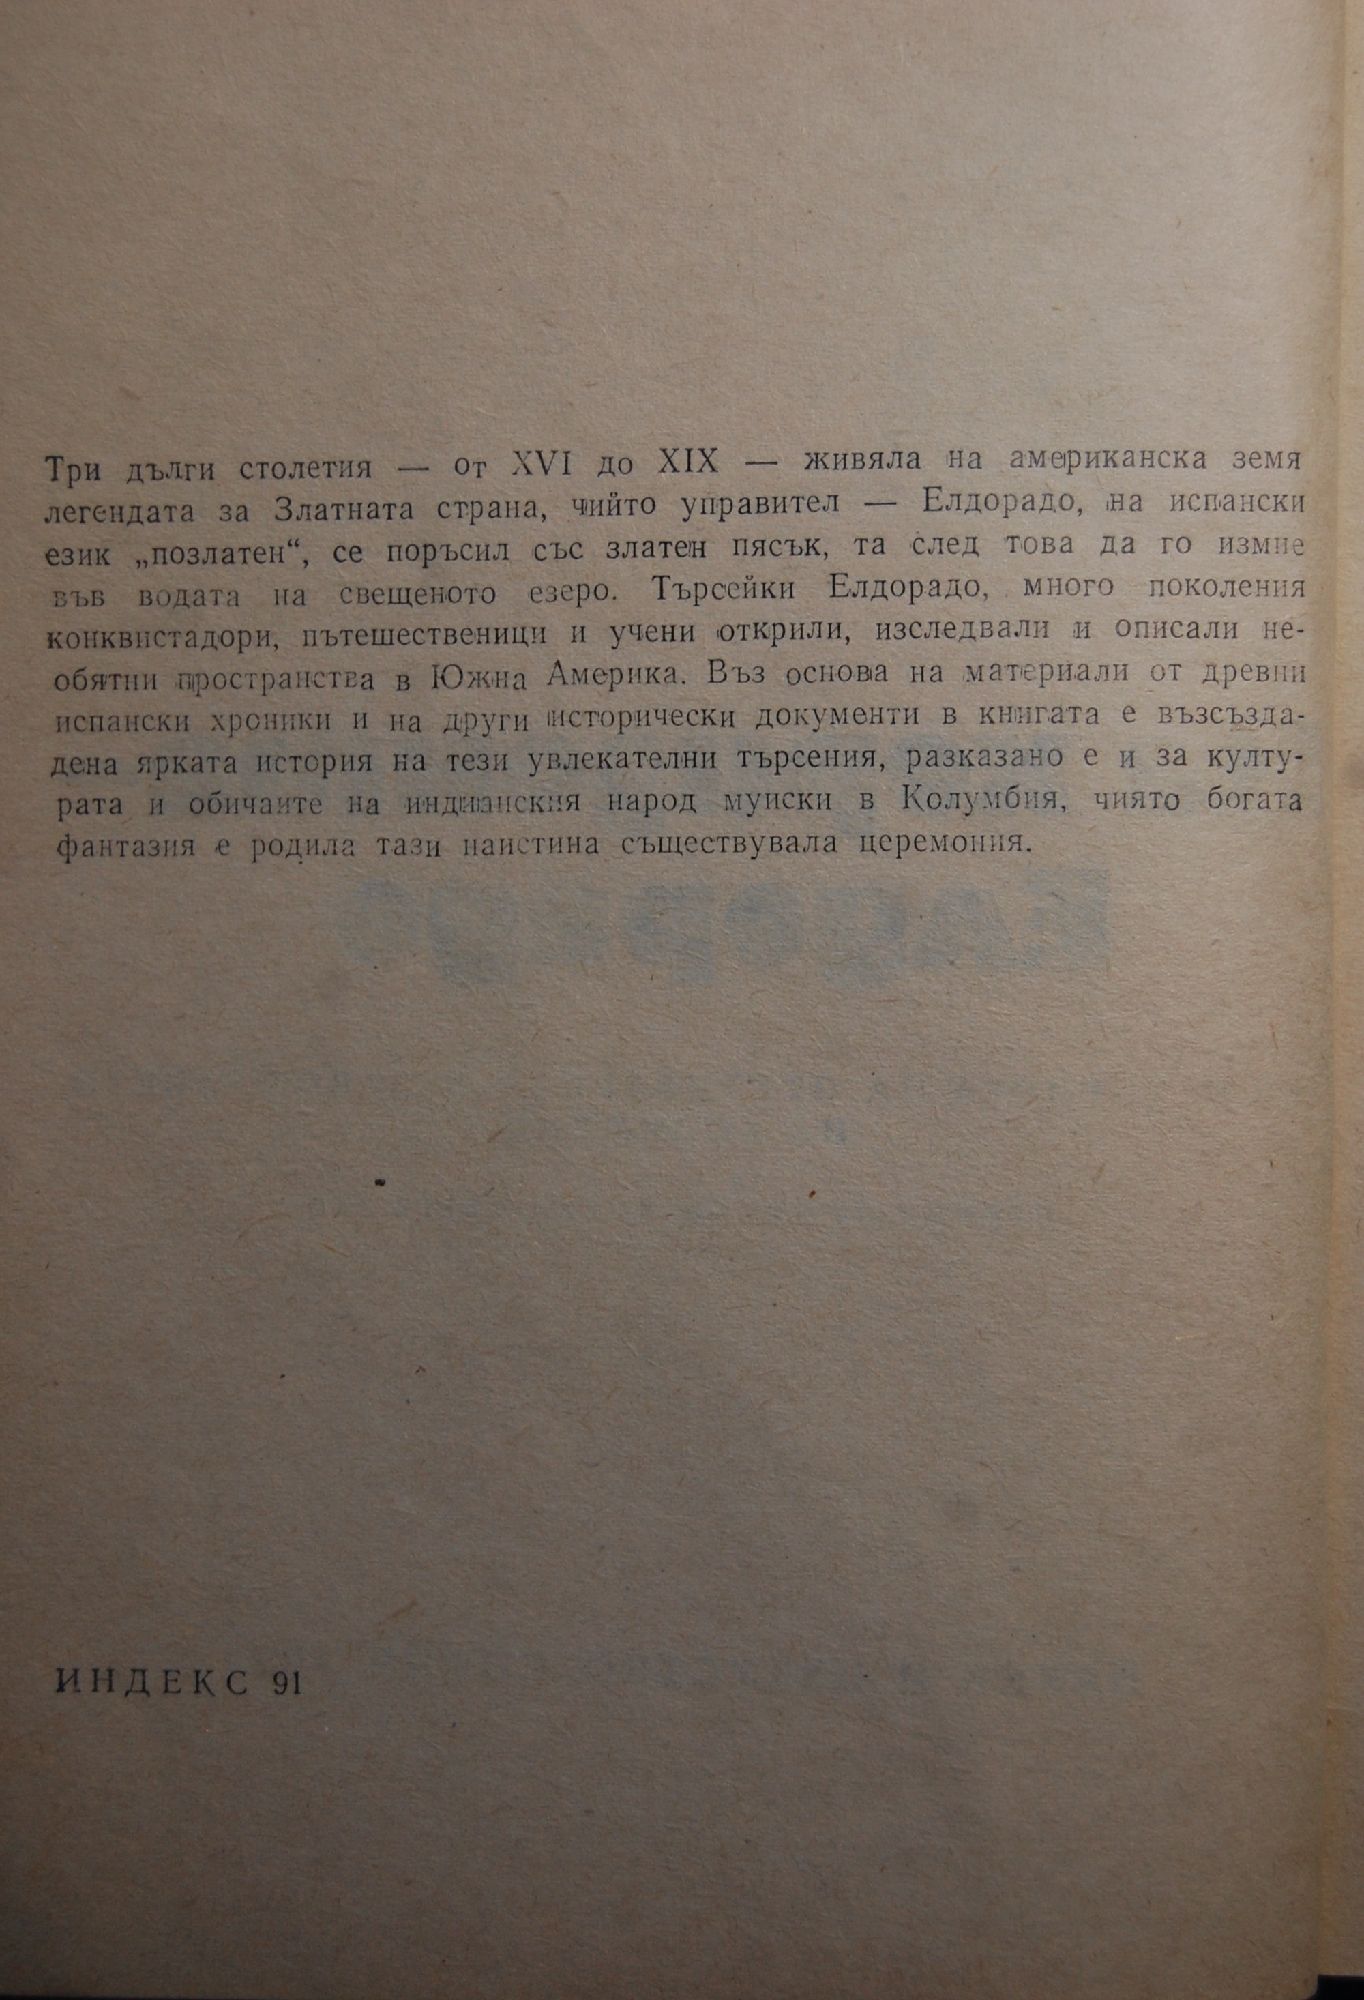 Три дълги столетия — от XVI до XIX — живяла на американска земя
легендата за Златната страна, чийто управител — Елдорадо, на испански
език „позлатен“, се поръсил със златен пясък, та след това да го измие
във водата на свещеното езеро. Търсейки Елдорадо, много поколения
конквистадори, пътешественици и учени открили, изследвали и описали не-
обятни пространства в Южна Америка. Въз основа на материали от древни
испански хроники и на други исторически документи в книгата е възсъзда-
дена ярката история на тези увлекателни търсения, разказано е и за култу-
рата и обичаите на индианския народ муиски в Колумбия, чиято богата
фантазия е родила тази наистина съществувала церемония.
ИНДЕКС 91